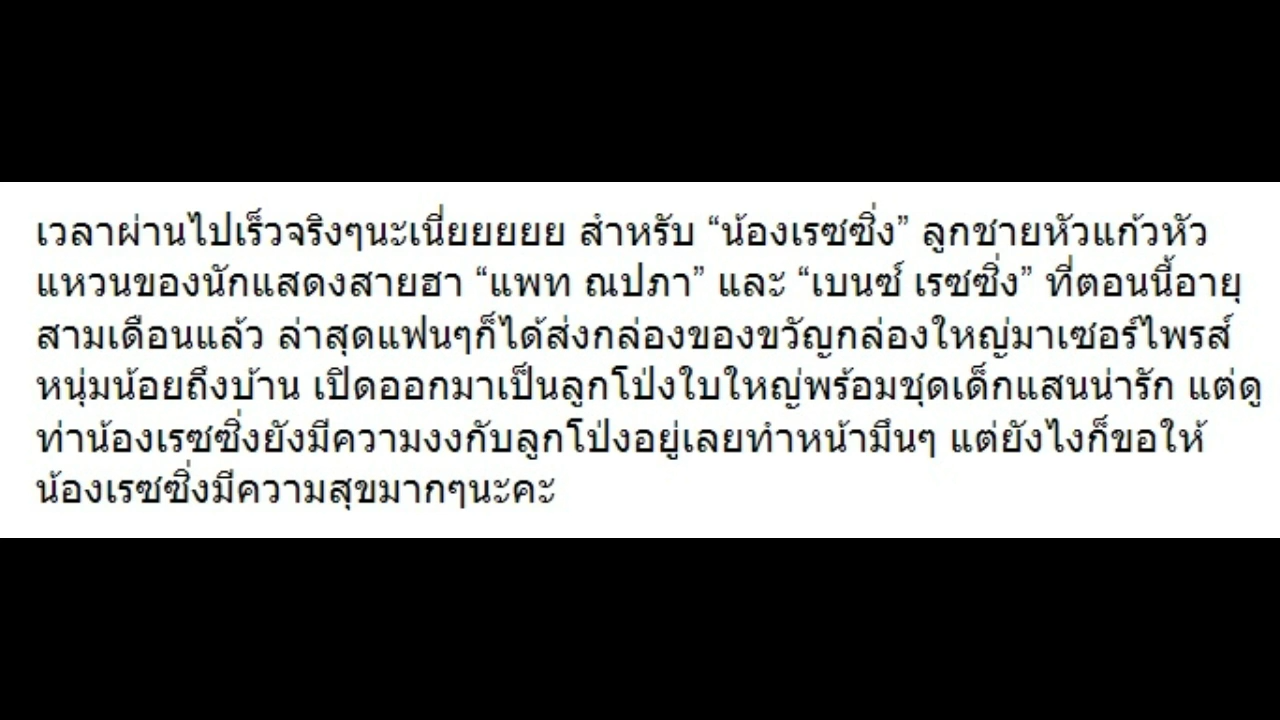 เวลาผ่านไปเร็วจริงๆนะเนี่ยยยยย สำหรับ “น้องเรซซิ่ง” ลูกชายหัวแก้วหัว
แหวนของนักแสดงสายฮา “แพท ณปภา” และ “เบนซ์ เรซซิ่ง” ที่ตอนนี้อายุ
สามเดือนแล้ว ล่าสุดแฟนๆก็ได้ส่งกล่องของขวัญกล่องใหญ่มาเซอร์ไพรส์
หนุ่มน้อยถึงบ้าน เปิดออกมาเป็นลูกโป่งใบใหญ่พร้อมชุดเด็กแสนน่ารัก แต่ดู
ท่าน้องเรซซิ่งยังมีความงงกับลูกโป่งอยู่เลยทำหน้ามึนๆ แต่ยังไงก็ขอให้
น้องเรซซิ่งมีความสุขมากๆนะคะ